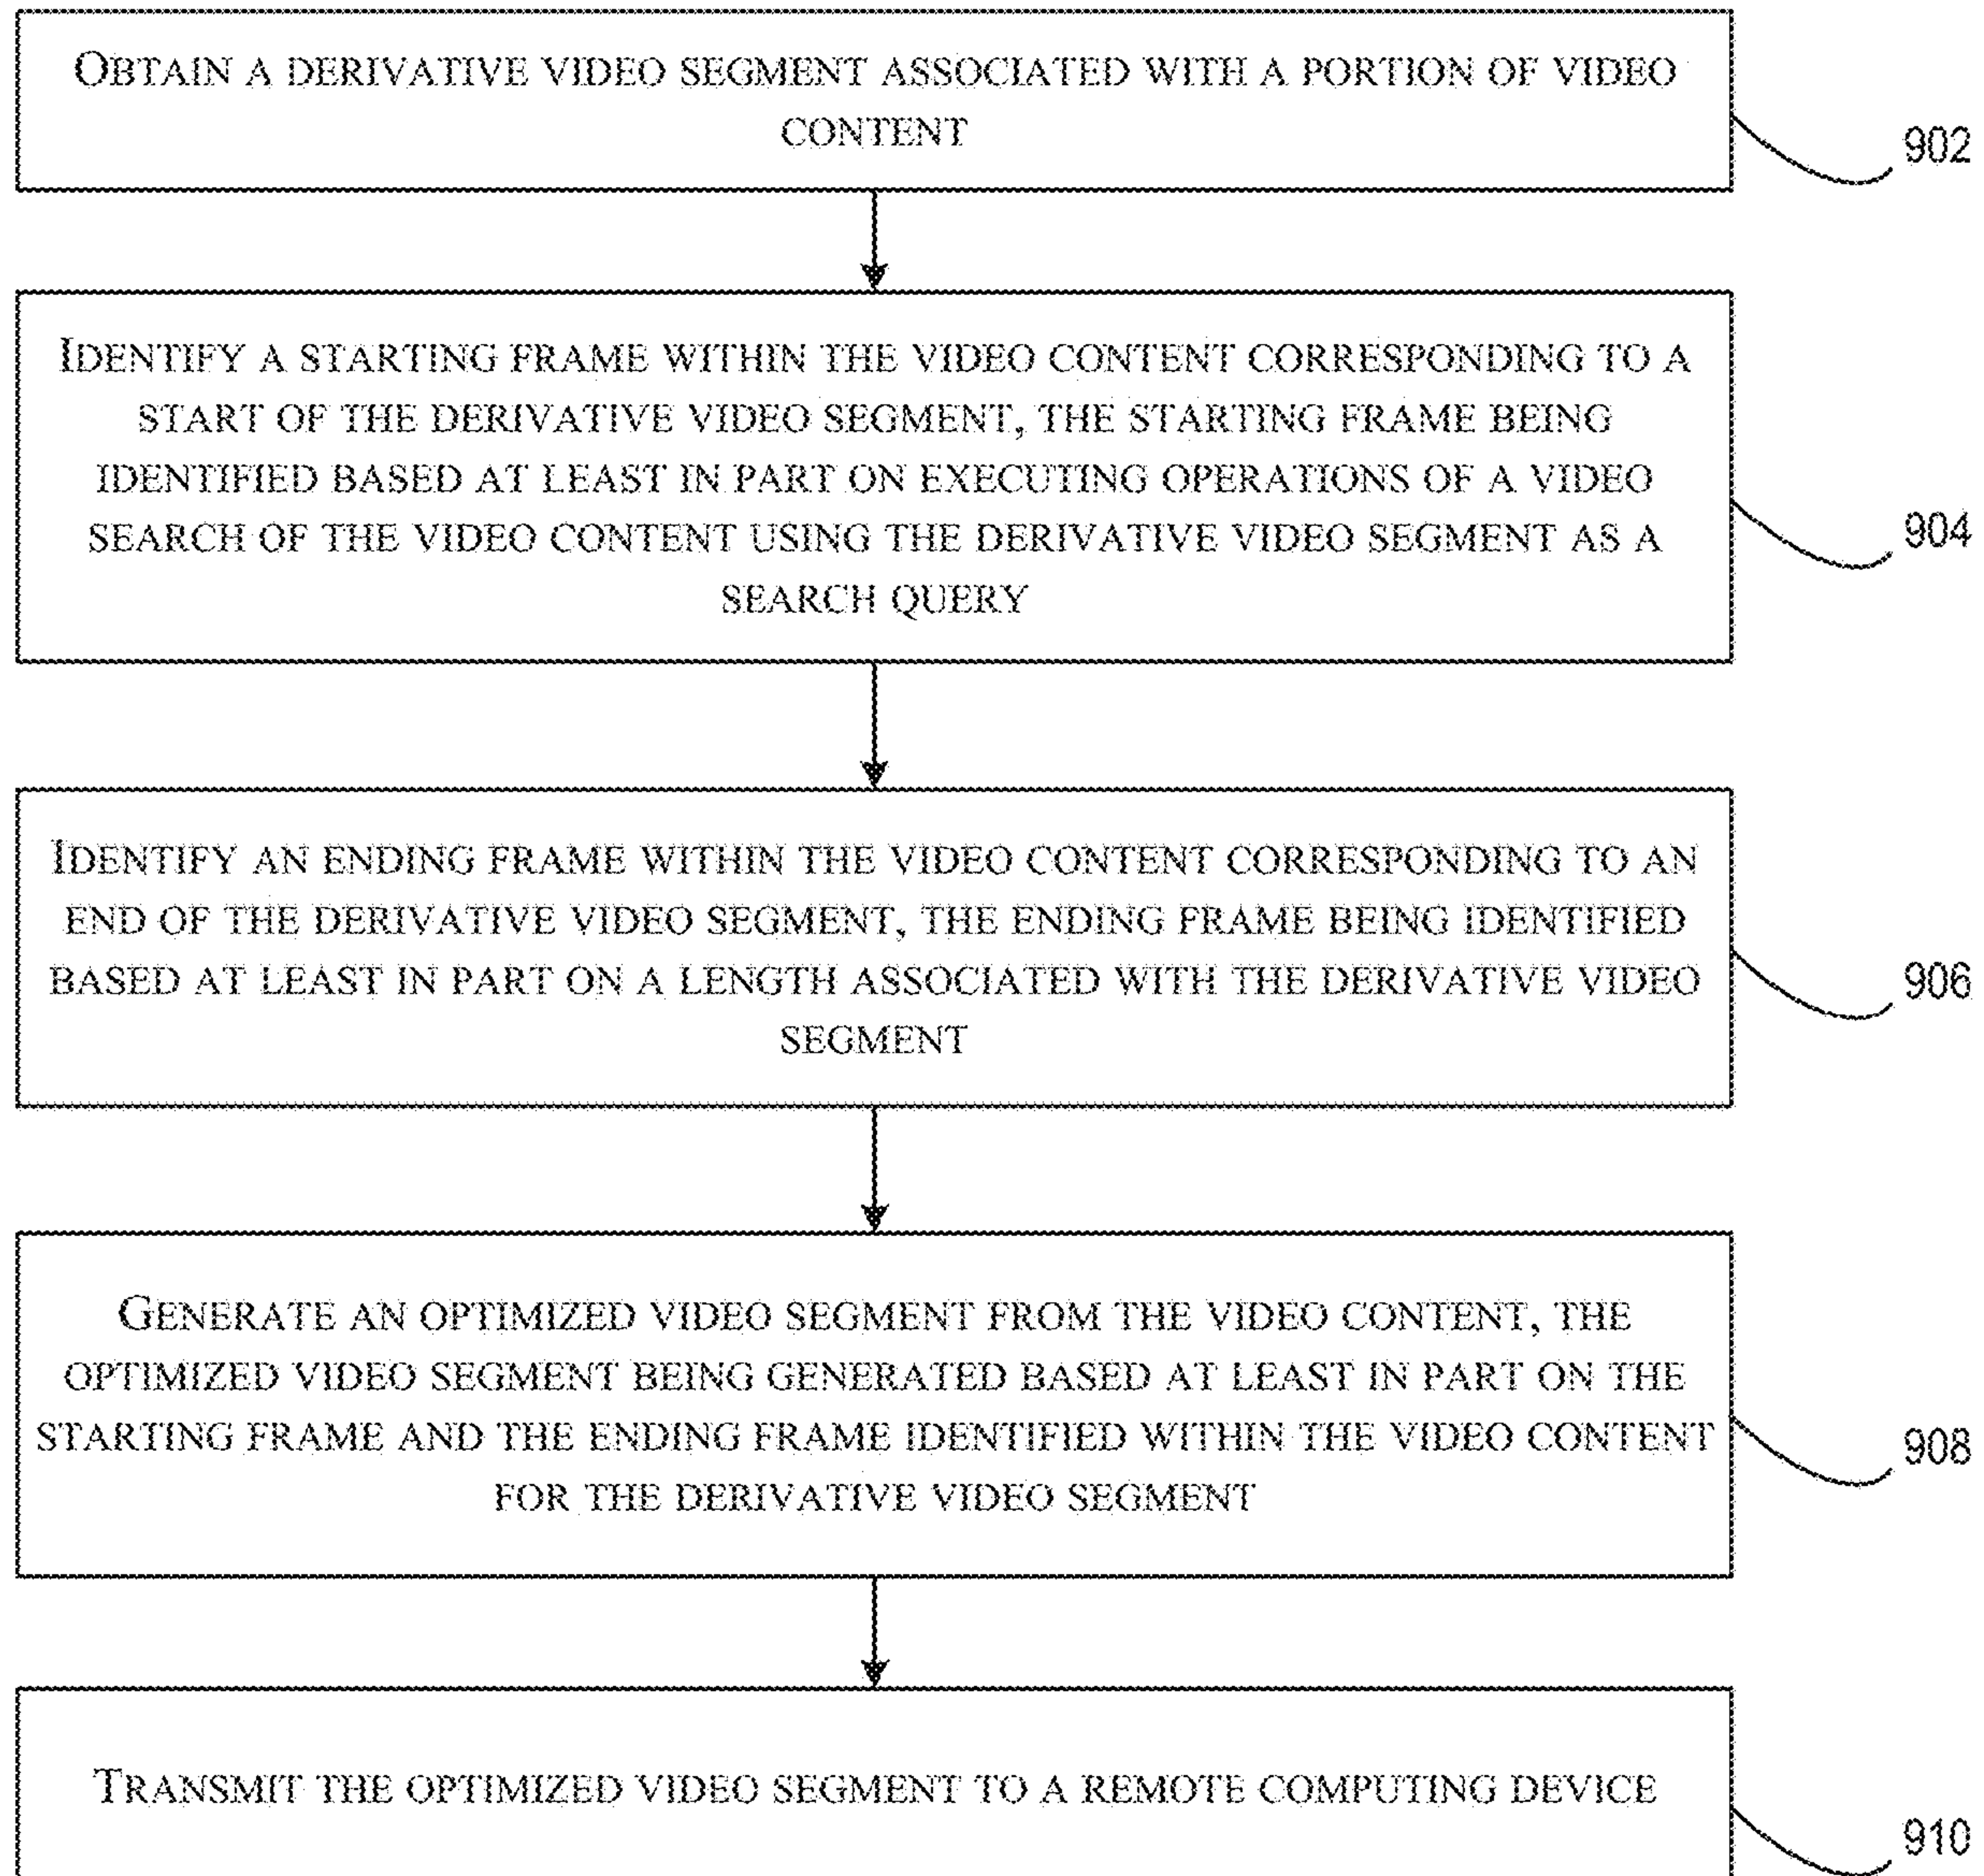 OBTAIN A DERIVATIVE VIDEO SEGMENT ASSOCIATED WITH A PORTION OF VIDEO
CONTENT
902
IDENTIFY A STARTING FRAME WITHIN THE VIDEO CONTENT CORRESPONDING TO A
START OF THE DERIVATIVE VIDEO SEGMENT, THE STARTING FRAME BEING
IDENTIFIED BASED AT LEAST IN PART ON EXECUTING OPERATIONS OF A VIDEO
SEARCH OF THE VIDEO CONTENT USING THE DERIVATIVE VIDEO SEGMENT AS A
SEARCH QUERY
904
IDENTIFY AN ENDING FRAME WITHIN THE VIDEO CONTENT CORRESPONDING TO AN
END OF THE DERIVATIVE VIDEO SEGMENT, THE ENDING FRAME BEING IDENTIFIED
BASED AT LEAST IN PART ON A LENGTH ASSOCIATED WITH THE DERIVATIVE VIDEO
SEGMENT
906
GENERATE AN OPTIMIZED VIDEO SEGMENT FROM THE VIDEO CONTENT, THE
OPTIMIZED VIDEO SEGMENT BEING GENERATED BASED AT LEAST IN PART ON THE
STARTING FRAME AND THE ENDING FRAME IDENTIFIED WITHIN THE VIDEO CONTENT
FOR THE DERIVATIVE VIDEO SEGMENT
908
TRANSMIT THE OPTIMIZED VIDEO SEGMENT TO A REMOTE COMPUTING DEVICE
910